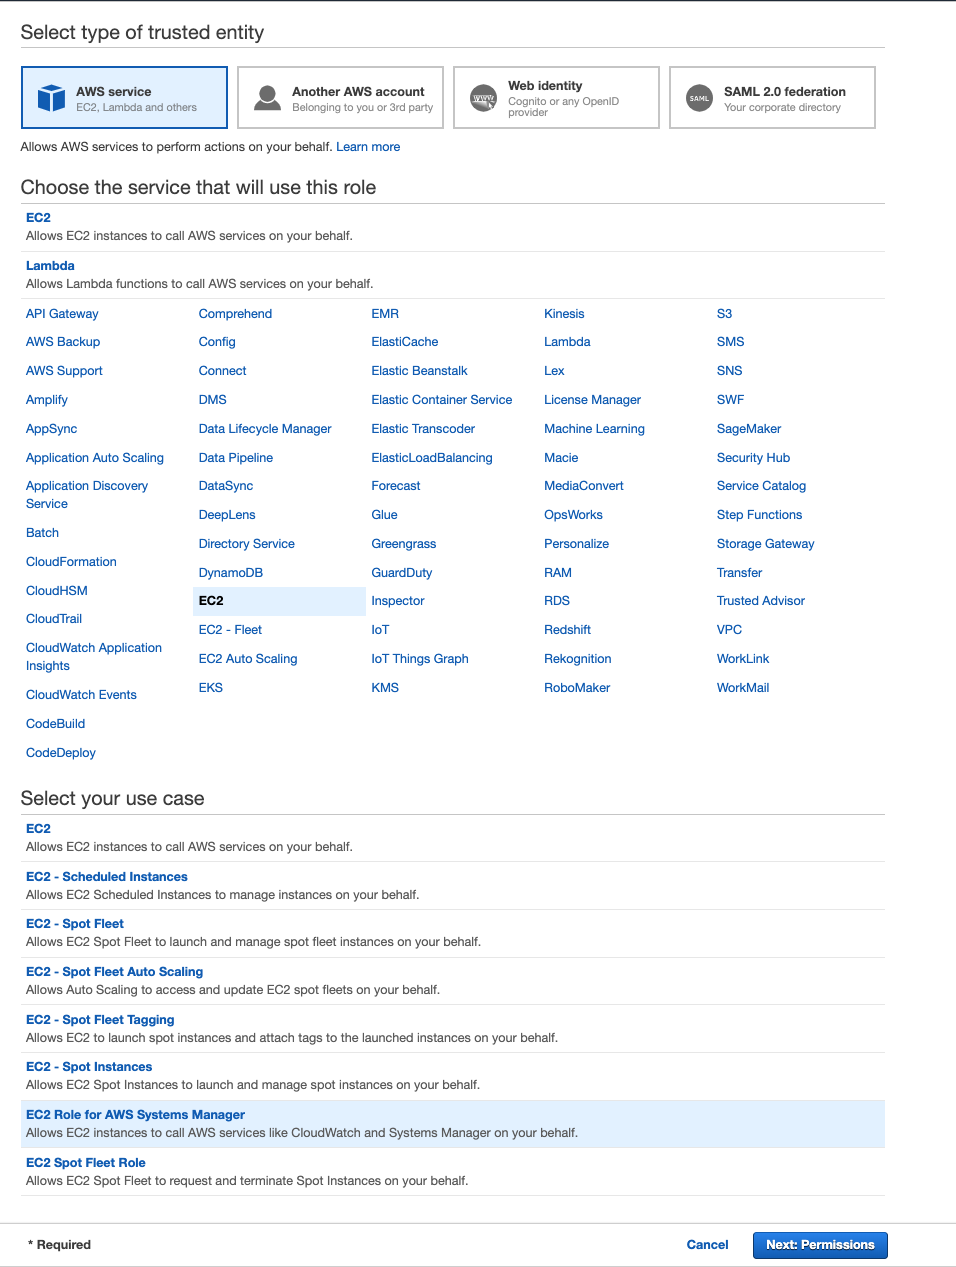 Select type of trusted entity
AWS service
EC2, Lambda and others
Another AWS account
Belonging to you or 3rd party
WWW
Web identity
Cognito or any OpenID
provider
SAML
SAML 2.0 federation
Your corporate directory
Allows AWS services to perform actions on your behalf. Learn more
Choose the service that will use this role
EC2
Allows EC2 instances to call AWS services on your behalf.
Lambda
Allows Lambda functions to call AWS services on your behalf.
API Gateway
AWS Backup
AWS Support
Amplify
AppSync
Application Auto Scaling
Application Discovery
Service
Batch
CloudFormation
CloudHSM
CloudTrail
CloudWatch Application
Insights
CloudWatch Events
CodeBuild
CodeDeploy
Comprehend
Config
Connect
DMS
Data Lifecycle Manager
Data Pipeline
DataSync
DeepLens
Directory Service
DynamoDB
EC2
EC2 - Fleet
EC2 Auto Scaling
EKS
EMR
ElastiCache
Elastic Beanstalk
Elastic Container Service
Elastic Transcoder
ElasticLoadBalancing
Forecast
Glue
Greengrass
GuardDuty
Inspector
IoT
IoT Things Graph
KMS
Kinesis
Lambda
Lex
License Manager
Machine Learning
Macie
MediaConvert
OpsWorks
Personalize
RAM
RDS
Redshift
Rekognition
RoboMaker
S3
SMS
SNS
SWF
SageMaker
Security Hub
Service Catalog
Step Functions
Storage Gateway
Transfer
Trusted Advisor
VPC
WorkLink
WorkMail
Select your use case
EC2
Allows EC2 instances to call AWS services on your behalf.
EC2 - Scheduled Instances
Allows EC2 Scheduled Instances to manage instances on your behalf.
EC2 - Spot Fleet
Allows EC2 Spot Fleet to launch and manage spot fleet instances on your behalf.
EC2 - Spot Fleet Auto Scaling
Allows Auto Scaling to access and update EC2 spot fleets on your behalf.
EC2 - Spot Fleet Tagging
Allows EC2 to launch spot instances and attach tags to the launched instances on your behalf.
EC2 - Spot Instances
Allows EC2 Spot Instances to launch and manage spot instances on your behalf.
EC2 Role for AWS Systems Manager
Allows EC2 instances to call AWS services like CloudWatch and Systems Manager on your behalf.
EC2 Spot Fleet Role
Allows EC2 Spot Fleet to request and terminate Spot Instances on your behalf.
* Required
Cancel
Next: Permissions